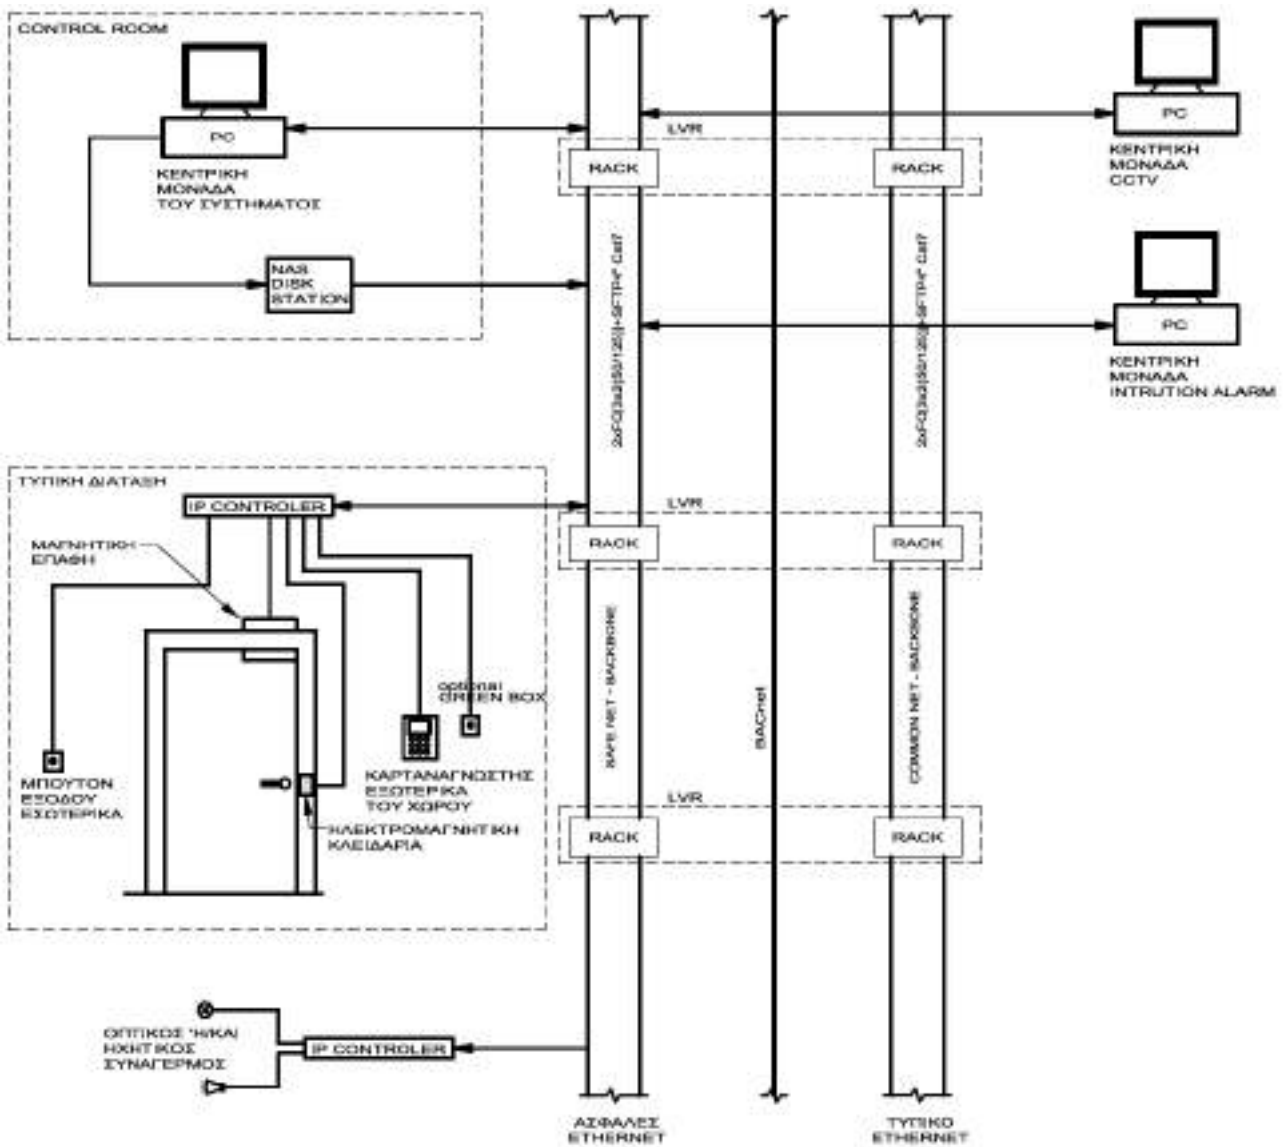 CONTROL ROOM
PC
ΚΕΝΤΡΙΚΗ
ΜΟΝΑΔΑ
ΤΟΥ ΣΥΣΤΗΜΑΤΟΣ
NAS
DISK
STATION
LVR
RACK
RACK
PC
ΚΕΝΤΡΙΚΗ
ΜΟΝΑΔΑ
CCTV
PC
ΚΕΝΤΡΙΚΗ
ΜΟΝΑΔΑ
INTRUTION ALARM
ΤΥΠΙΚΗ ΔΙΑΤΑΞΗ
IP CONTROLER
ΜΑΓΝΗΤΙΚΗ
ΕΠΑΦΗ
optional
GREEN BOX
ΜΠΟΥΤΟΝ
ΕΞΟΔΟΥ
ΕΣΩΤΕΡΙΚΑ
ΚΑΡΤΑΝΑΓΝΩΣΤΗΣ
ΕΞΩΤΕΡΙΚΑ
ΤΟΥ ΧΩΡΟΥ
ΗΛΕΚΤΡΟΜΑΓΝΗΤΙΚΗ
ΚΛΕΙΔΑΡΙΑ
LVR
RACK
RACK
SAFE NET - BACKBONE
BACnet
COMMON NET - BACKBONE
LVR
RACK
RACK
ΟΠΤΙΚΟΣ 'Η/ΚΑΙ
ΗΧΗΤΙΚΟΣ
ΣΥΝΑΓΕΡΜΟΣ
IP CONTROLER
ΑΣΦΑΛΕΣ
ETHERNET
ΤΥΠΙΚΟ
ETHERNET